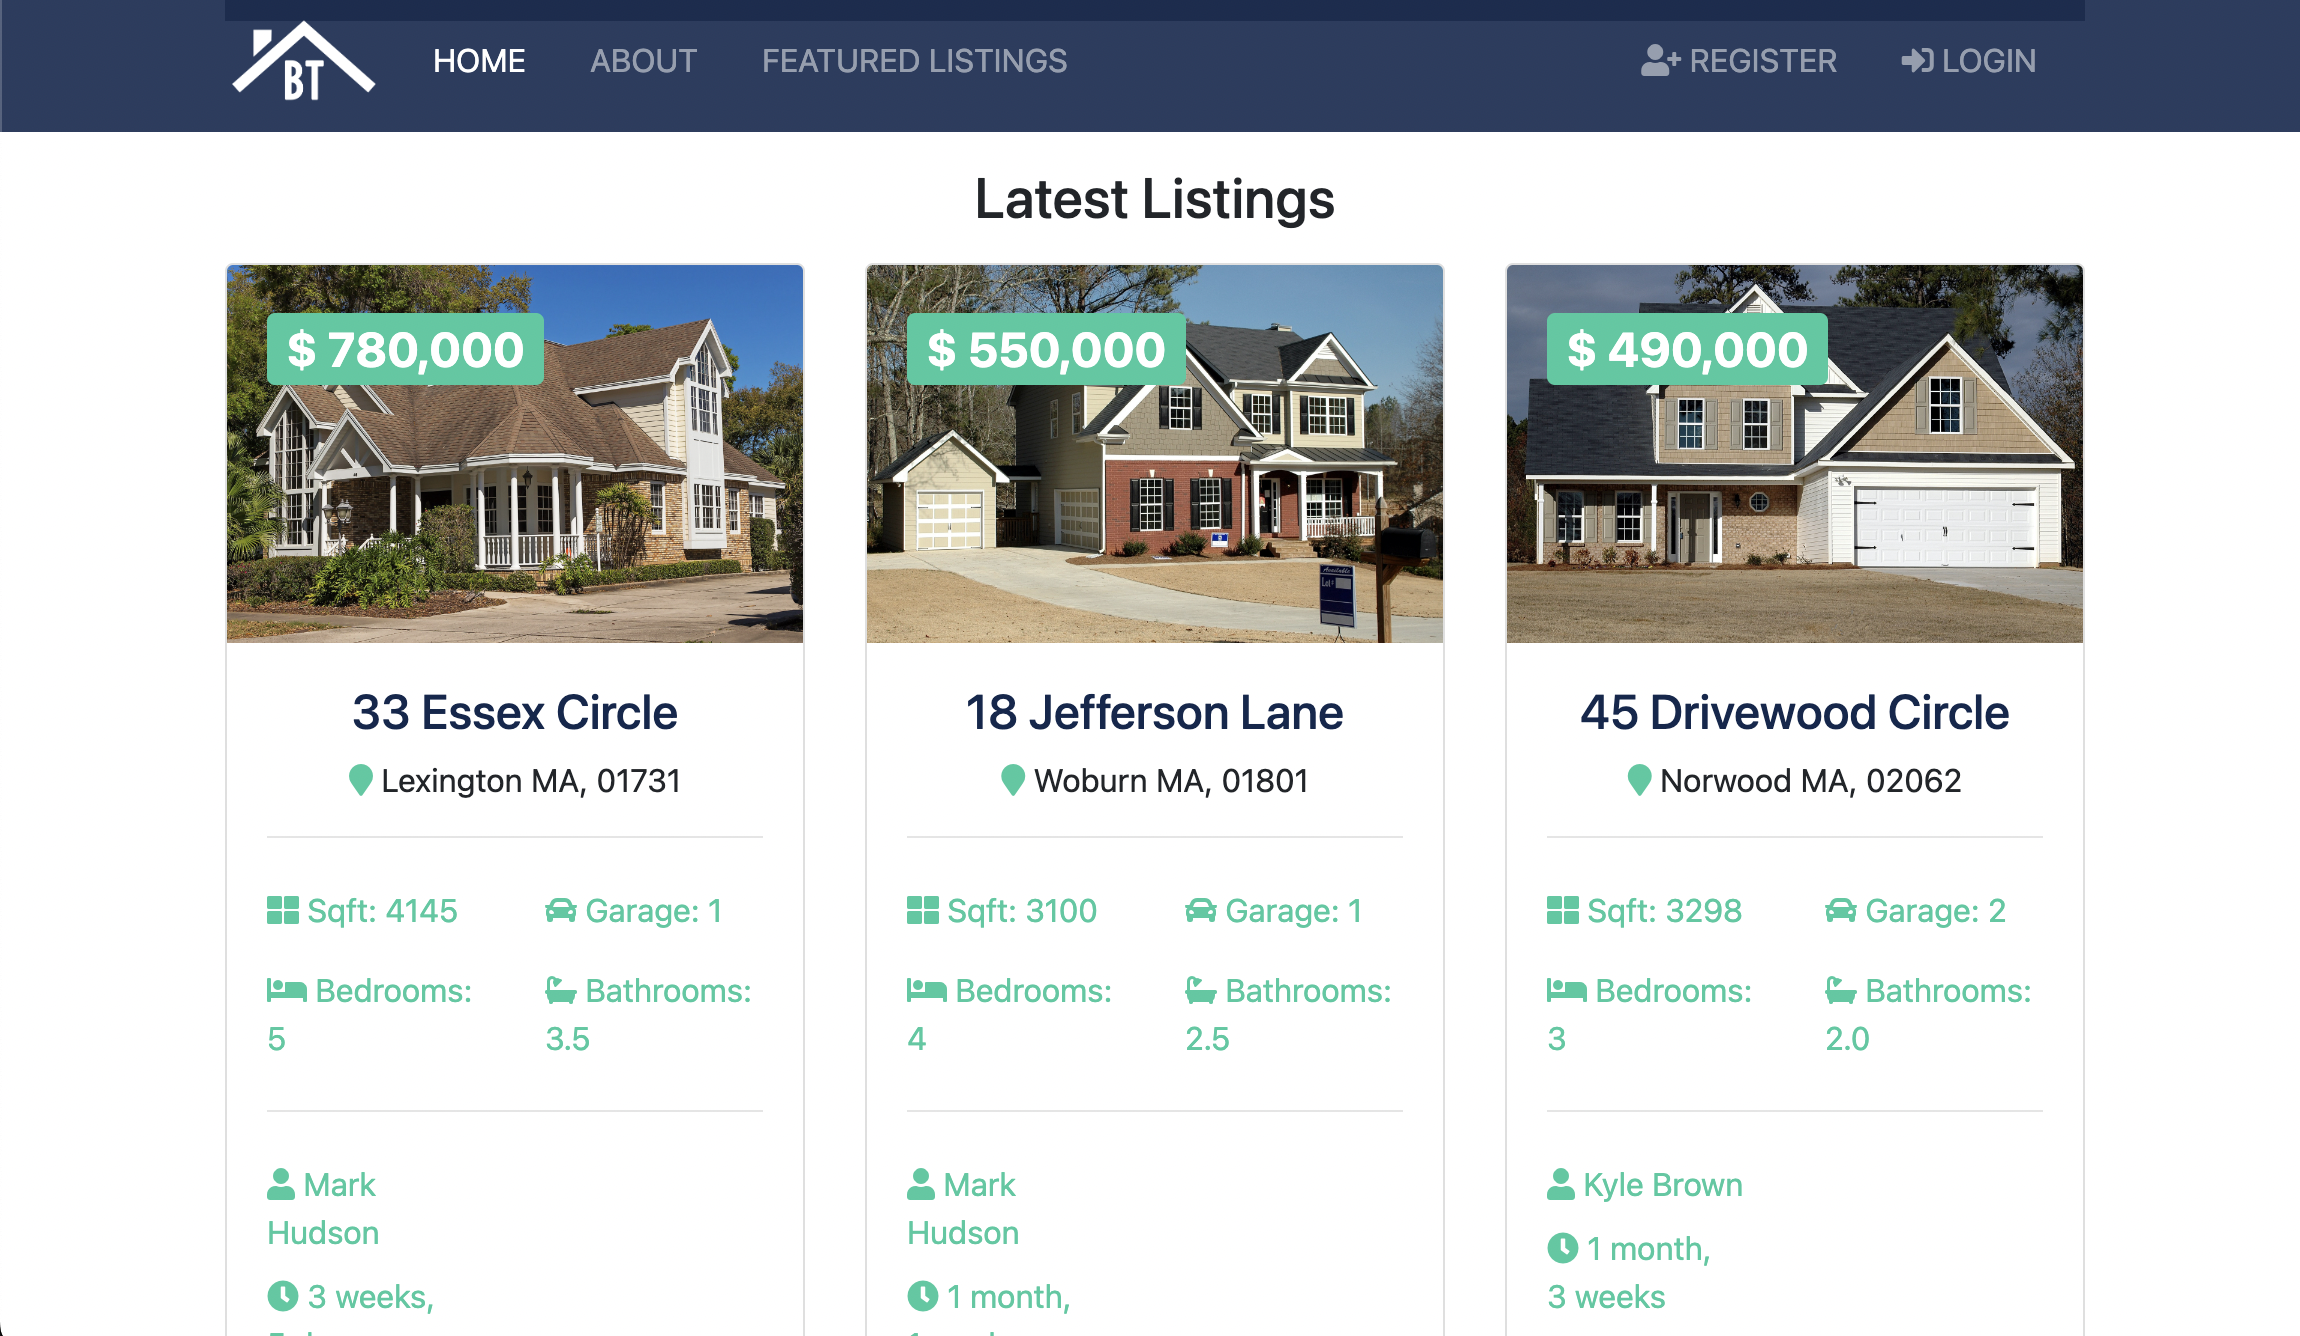 BT
HOME ABOUT FEATURED LISTINGS REGISTER LOGIN
Latest Listings
$ 780,000
33 Essex Circle
Lexington MA, 01731
Sqft: 4145 Garage: 1
Bedrooms: Bathrooms:
5 3.5
Mark
Hudson
3 weeks,
$ 550,000
Available
Lot#
18 Jefferson Lane
Woburn MA, 01801
Sqft: 3100 Garage: 1
Bedrooms: Bathrooms:
4 2.5
Mark
Hudson
1 month,
$ 490,000
45 Drivewood Circle
Norwood MA, 02062
Sqft: 3298 Garage: 2
Bedrooms: Bathrooms:
3 2.0
Kyle Brown
1 month,
3 weeks